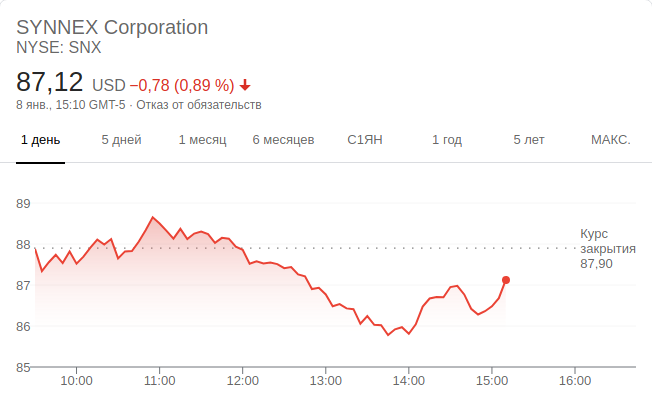 SYNNEX Corporation
NYSE: SNX
87,12 USD −0,78 (0,89 %)
8 янв., 15:10 GMT-5 · Отказ от обязательств
1 день 5 дней 1 месяц 6 месяцев С1ЯН 1 год 5 лет МАКС.
89
88
87
86
85
Курс
закрытия
87,90
10:00 11:00 12:00 13:00 14:00 15:00 16:00